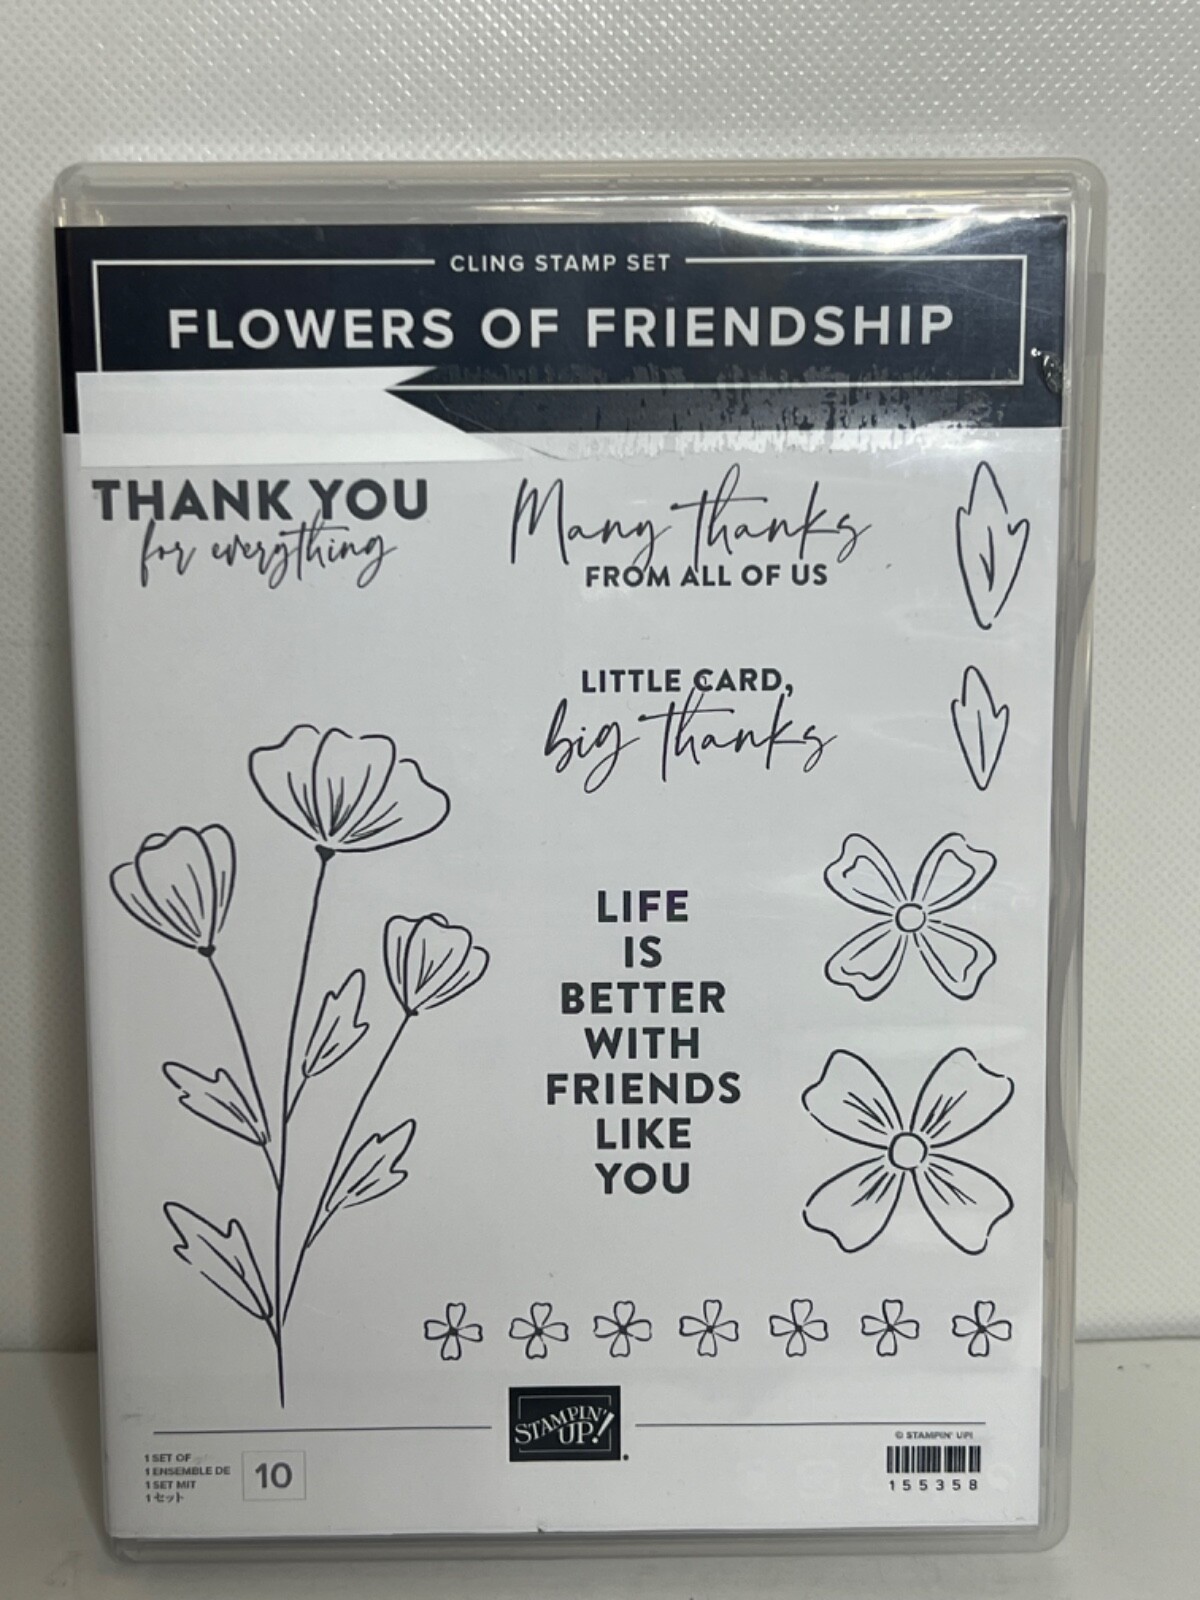 CLING STAMP SET
FLOWERS OF FRIENDSHIP
THANK YOU
for everything
Many thanks
FROM ALL OF US
LITTLE CARD,
big thanks
LIFE
IS
BETTER
WITH
FRIENDS
LIKE
YOU
STAMPIN'
UP!
1 SET OF
1 ENSEMBLE DE
1 SET MIT
1 セット
10
© STAMPIN' UP!
155358